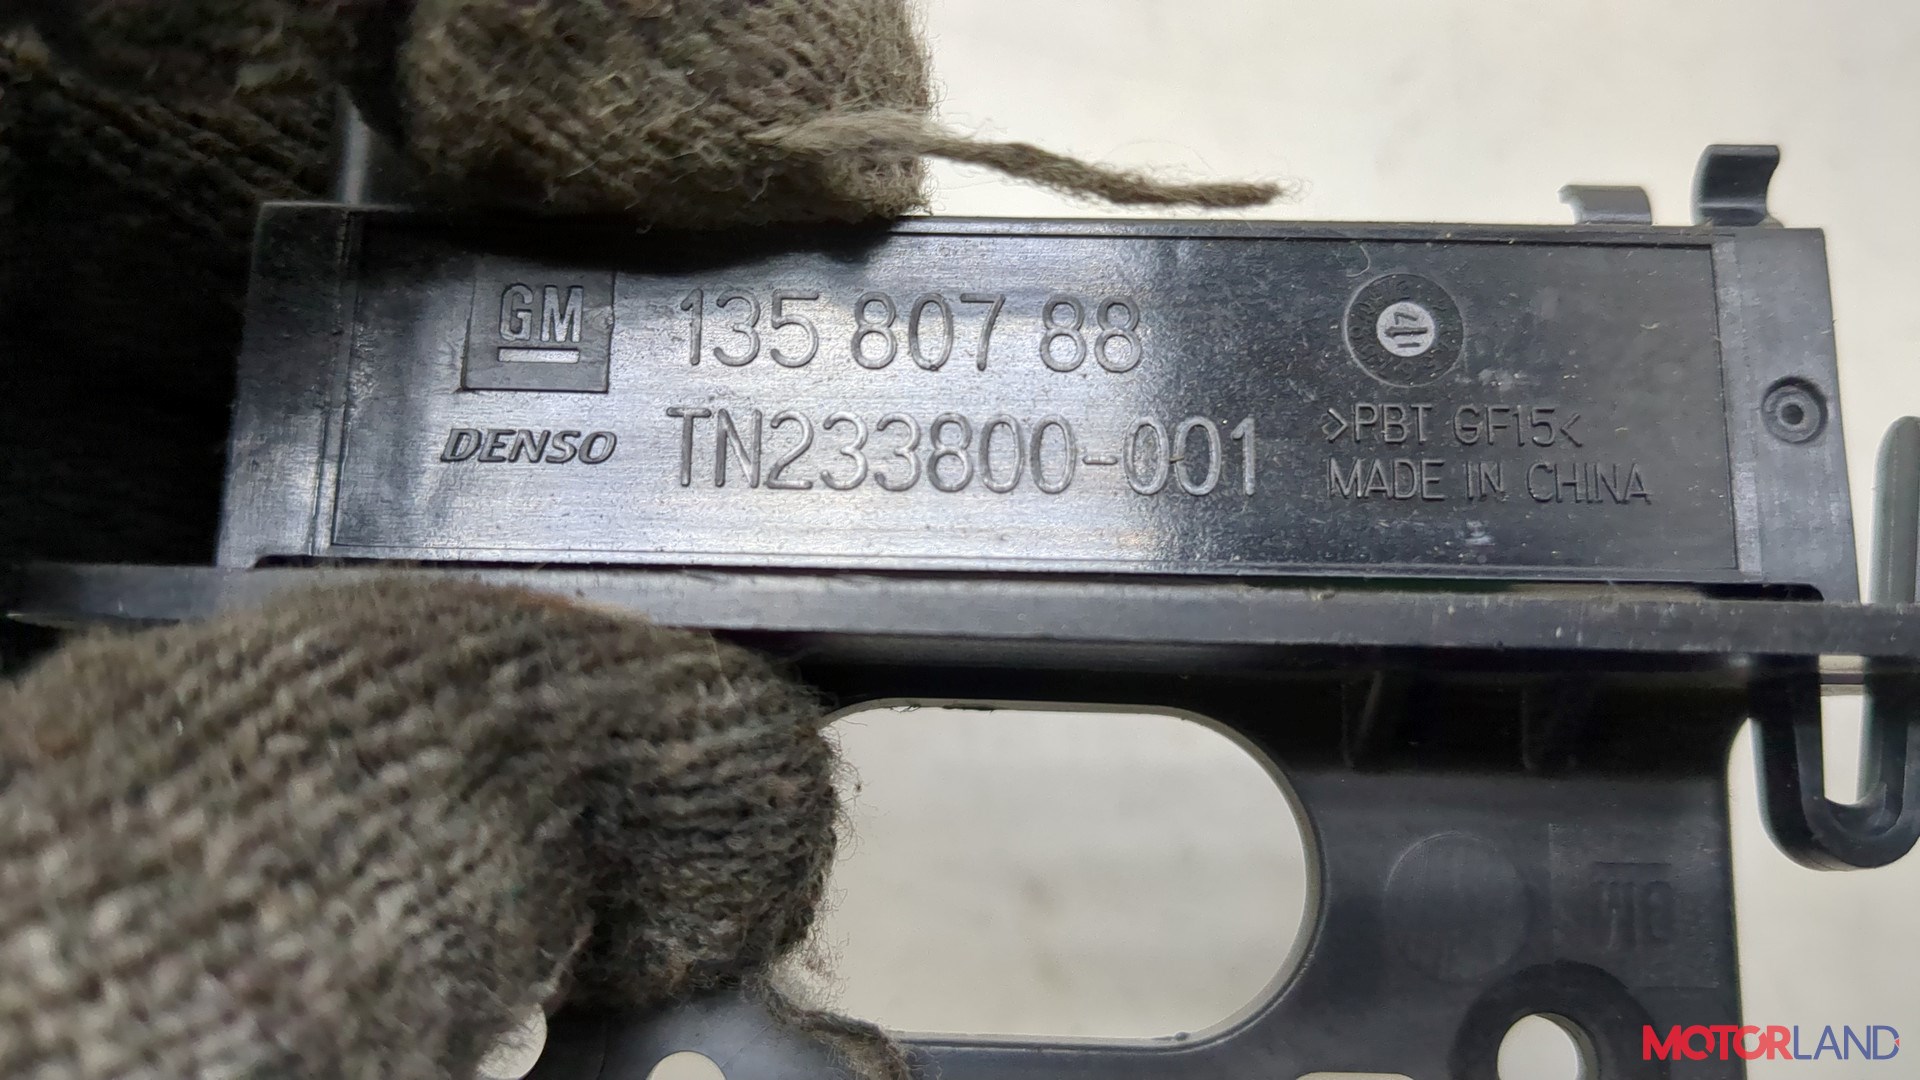 GM 135 807 88
DENSO TN233800-001
>PBT GF15<
MADE IN CHINA
MOTORLAND